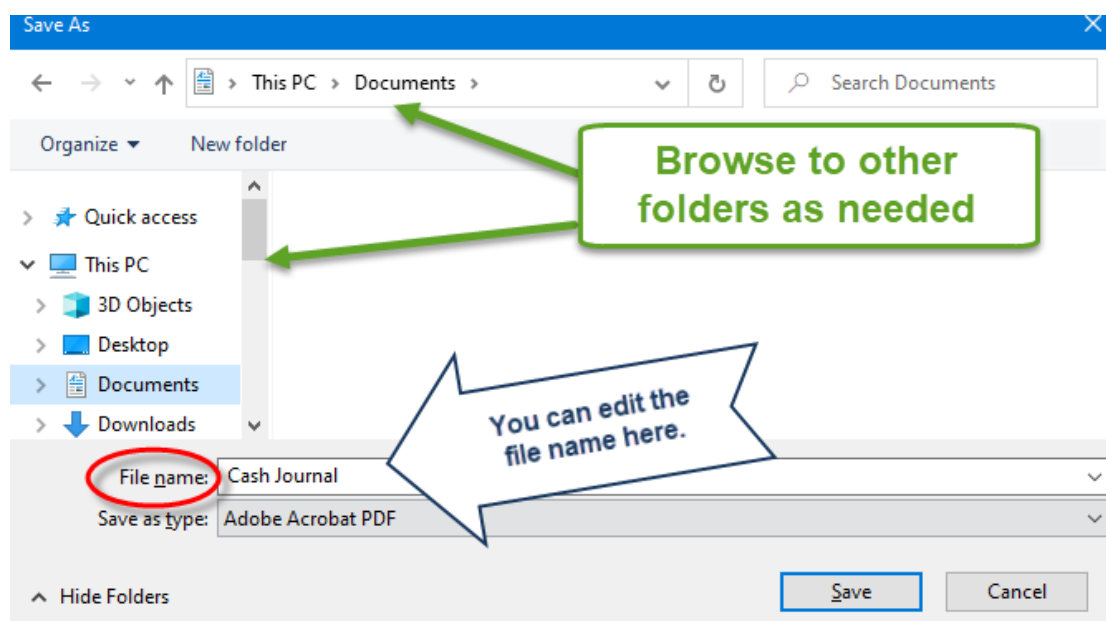 Save As
This PC > Documents >
Search Documents
Organize
New folder
Browse to other
folders as needed
Quick access
This PC
3D Objects
Desktop
Documents
Downloads
You can edit the
file name here.
File name: Cash Journal
Save as type: Adobe Acrobat PDF
Hide Folders
Save
Cancel